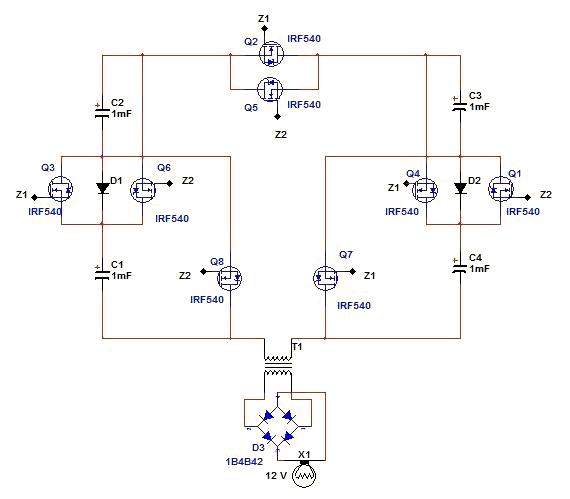 Z1
Q2
IRF540
Q5
IRF540
Z2
C2
1mF
C3
1mF
Q3
D1
Q6
Z2
Z1
IRF540
IRF540
Q4
D2
Q1
Z1
Z2
IRF540
IRF540
C1
1mF
Q8
Z2
IRF540
Q7
Z1
IRF540
C4
1mF
T1
D3
1B4B42
X1
12 V